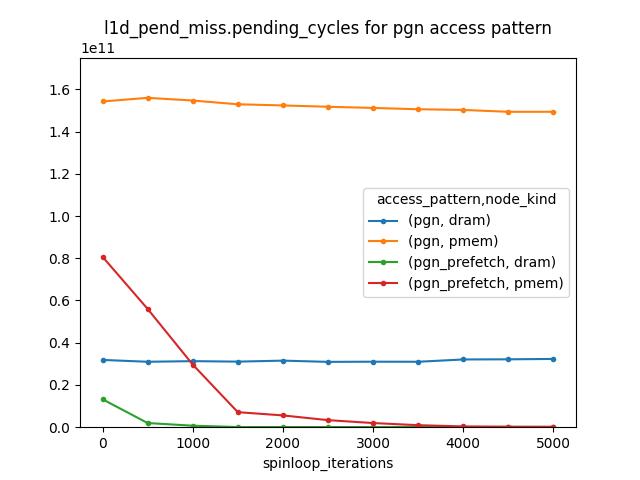 l1d_pend_miss.pending_cycles for pgn access pattern
1e11
1.6
1.4
1.2
1.0
0.8
0.6
0.4
0.2
0.0
access_pattern,node_kind
(pgn, dram)
(pgn, pmem)
(pgn_prefetch, dram)
(pgn_prefetch, pmem)
0 1000 2000 3000 4000 5000
spinloop_iterations